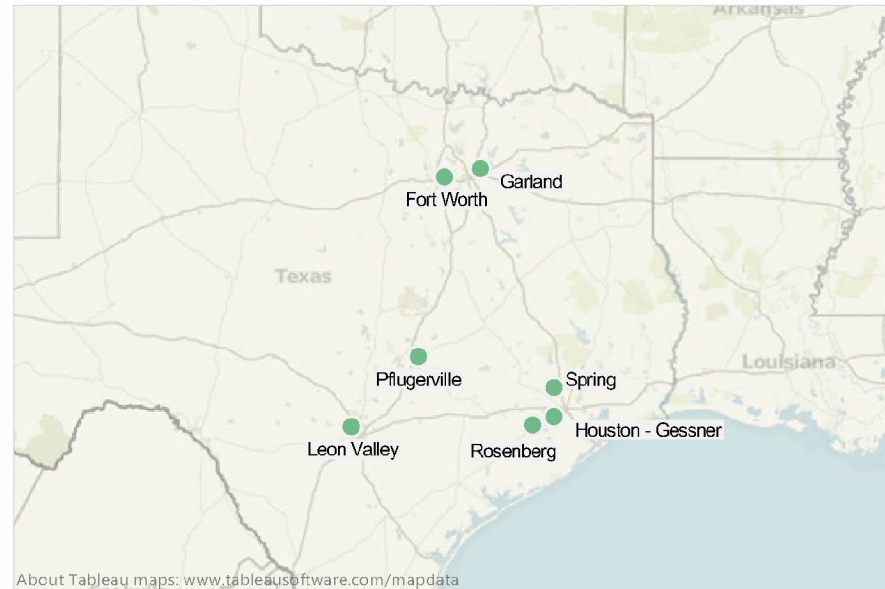 Arkansas
Garland
Fort Worth
Texas
Pflugerville
Spring
Louisiana
Houston - Gessner
Leon Valley
Rosenberg
About Tableau maps: www.tableausoftware.com/mapdata